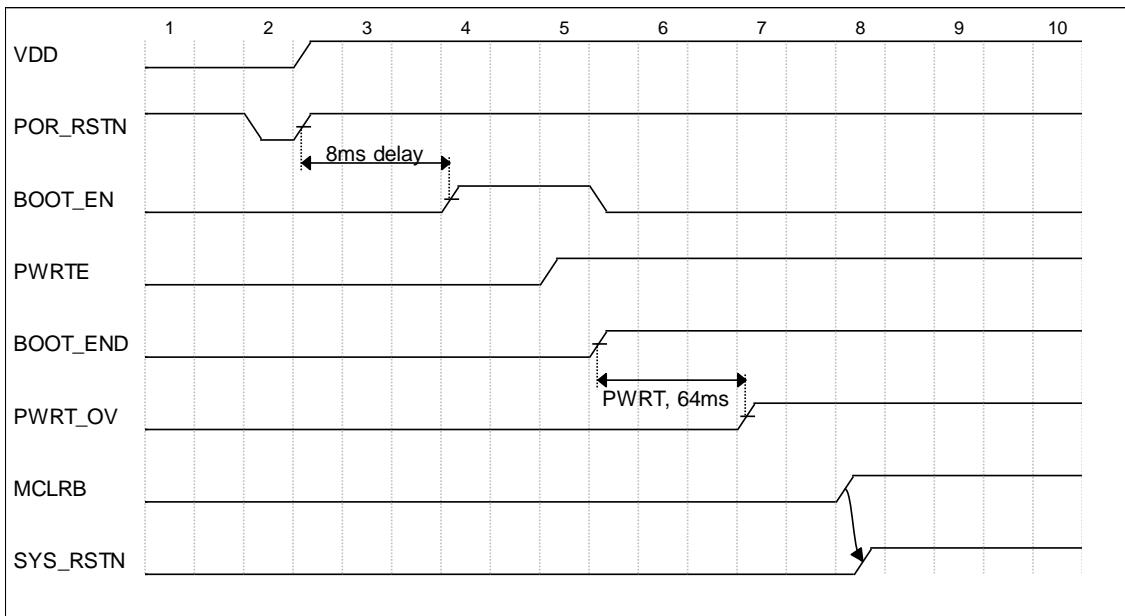 1 2 3 4 5 6 7 8 9 10
VDD
POR_RSTN
8ms delay
BOOT_EN
PWRTE
BOOT_END
PWRT, 64ms
PWRT_OV
MCLRB
SYS_RSTN